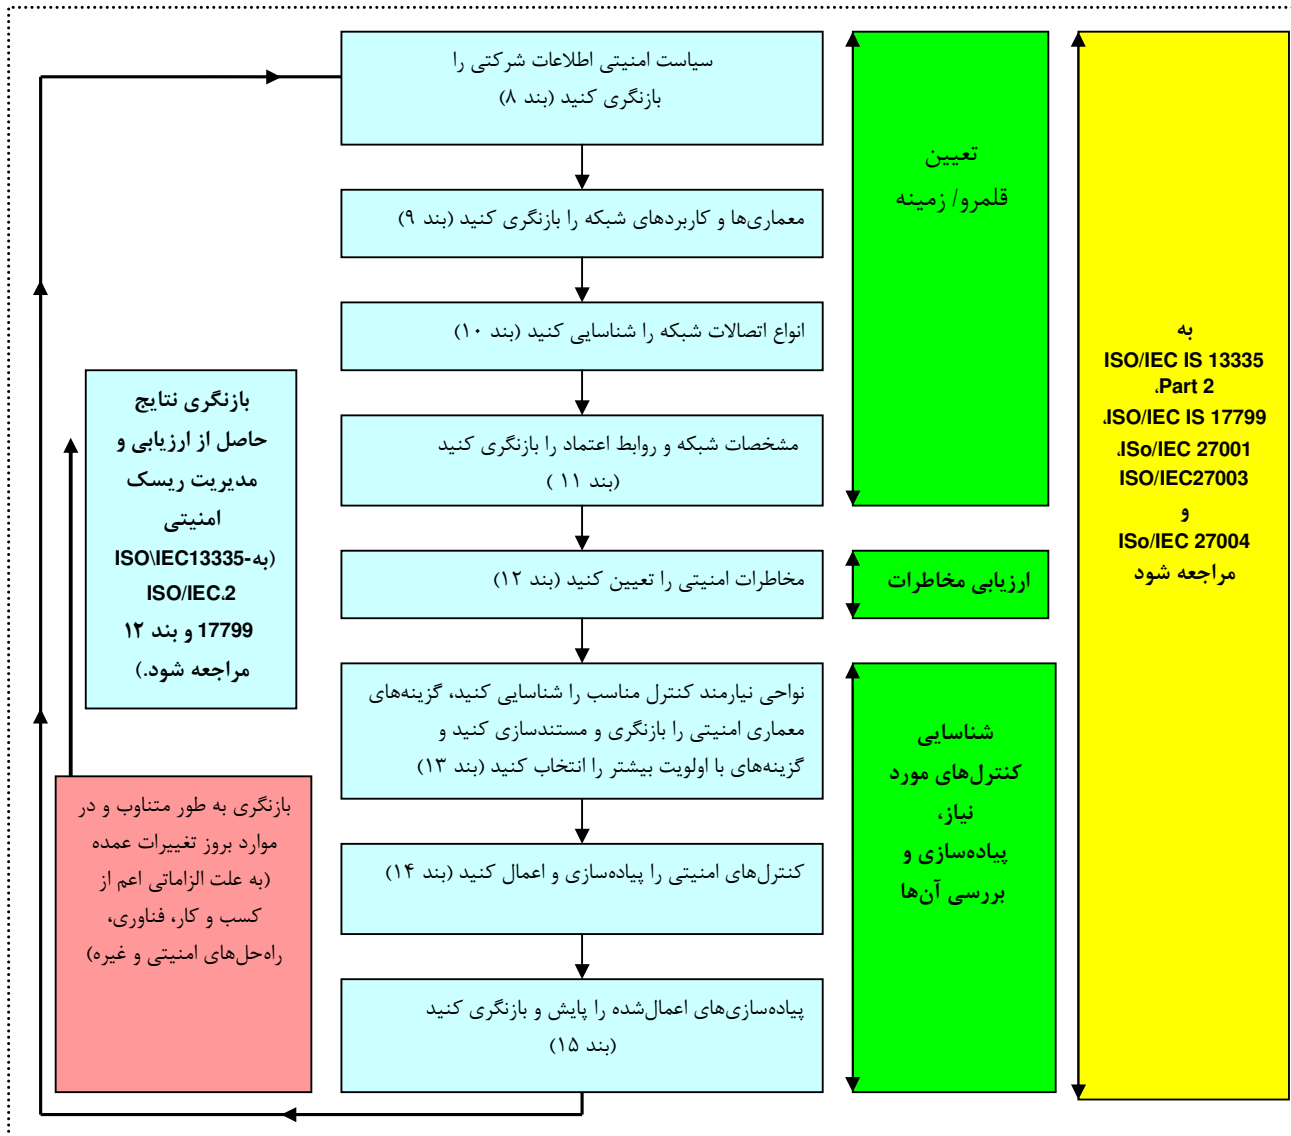 سیاست امنیتی اطلاعات شرکتی را
بازنگری کنید (بند ۸)
معماری‌ها و کاربردهای شبکه را بازنگری کنید (بند ۹)
انواع اتصالات شبکه را شناسایی کنید (بند ۱۰)
مشخصات شبکه و روابط اعتماد را بازنگری کنید
(بند ۱۱ )
مخاطرات امنیتی را تعیین کنید (بند ۱۲)
نواحی نیازمند کنترل مناسب را شناسایی کنید، گزینه‌های
معماری امنیتی را بازنگری و مستندسازی کنید و
گزینه‌های با اولویت بیشتر را انتخاب کنید (بند ۱۳)
کنترل‌های امنیتی را پیاده‌سازی و اعمال کنید (بند ۱۴)
پیاده‌سازی‌های اعمال‌شده را پایش و بازنگری کنید
(بند ۱۵)
تعیین
قلمرو/ زمینه
ارزیابی مخاطرات
شناسایی
کنترل‌های مورد
نیاز،
پیاده‌سازی و
بررسی آن‌ها
به
ISO/IEC IS 13335
Part 2،
ISO/IEC IS 17799،
ISo/IEC 27001،
ISO/IEC27003
و
ISo/IEC 27004
مراجعه شود
بازنگری نتایج
حاصل از ارزیابی و
مدیریت ریسک
امنیتی
(به-ISO\IEC13335
ISO/IEC.2
17799 و بند ۱۲
مراجعه شود.)
بازنگری به طور متناوب و در
موارد بروز تغییرات عمده
(به علت الزاماتی اعم از
کسب و کار، فناوری،
راه‌حل‌های امنیتی و غیره)